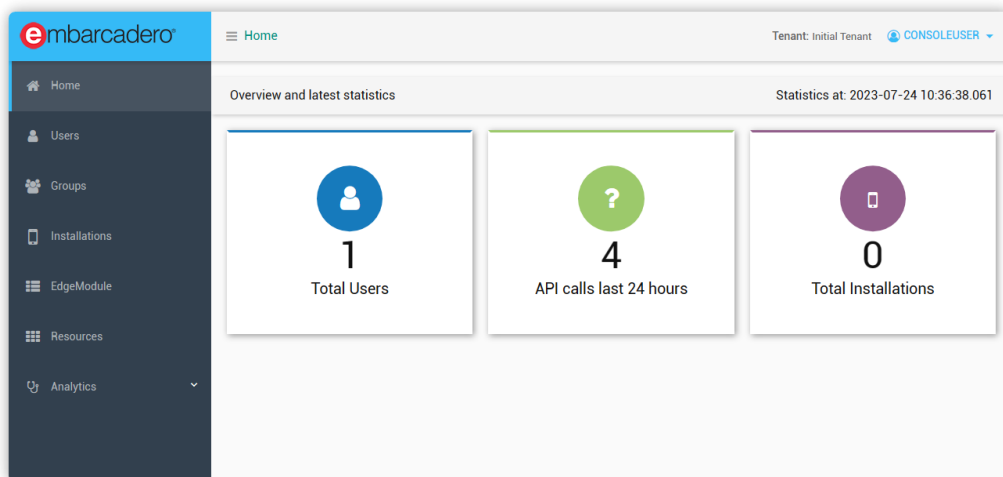 embarcadero®
Home
Tenant: Initial Tenant CONSOLEUSER
Home
Users
Groups
Installations
EdgeModule
Resources
Analytics
Overview and latest statistics
Statistics at: 2023-07-24 10:36:38.061
1
Total Users
?
4
API calls last 24 hours
0
Total Installations